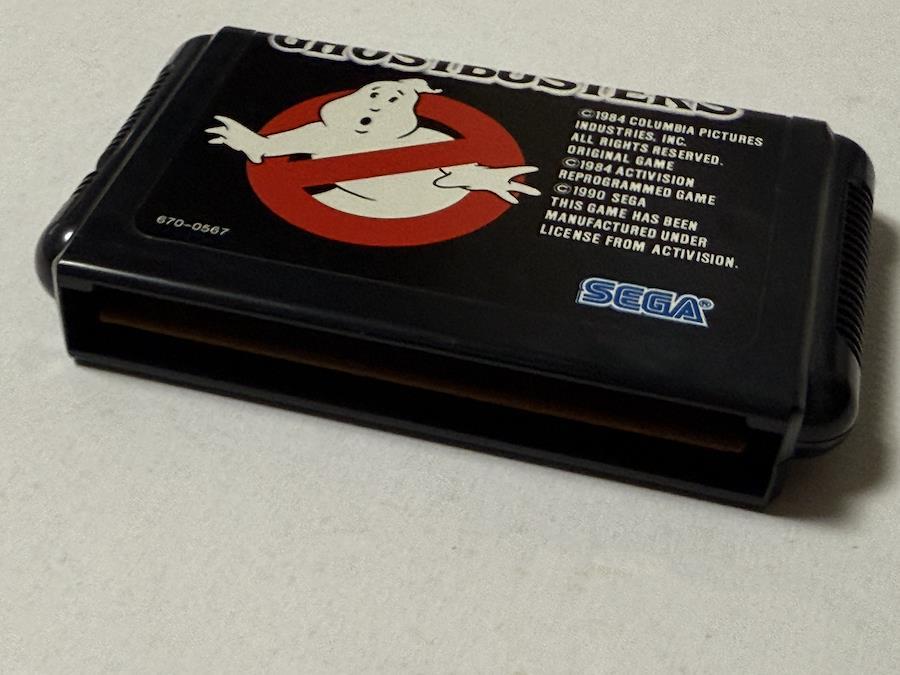 GHOSTBUSTERS
©1984 COLUMBIA PICTURES
INDUSTRIES, INC.
ALL RIGHTS RESERVED.
ORIGINAL GAME
©1984 ACTIVISION
REPROGRAMMED GAME
©1990 SEGA
THIS GAME HAS BEEN
MANUFACTURED UNDER
LICENSE FROM ACTIVISION.
670-0567
SEGA®